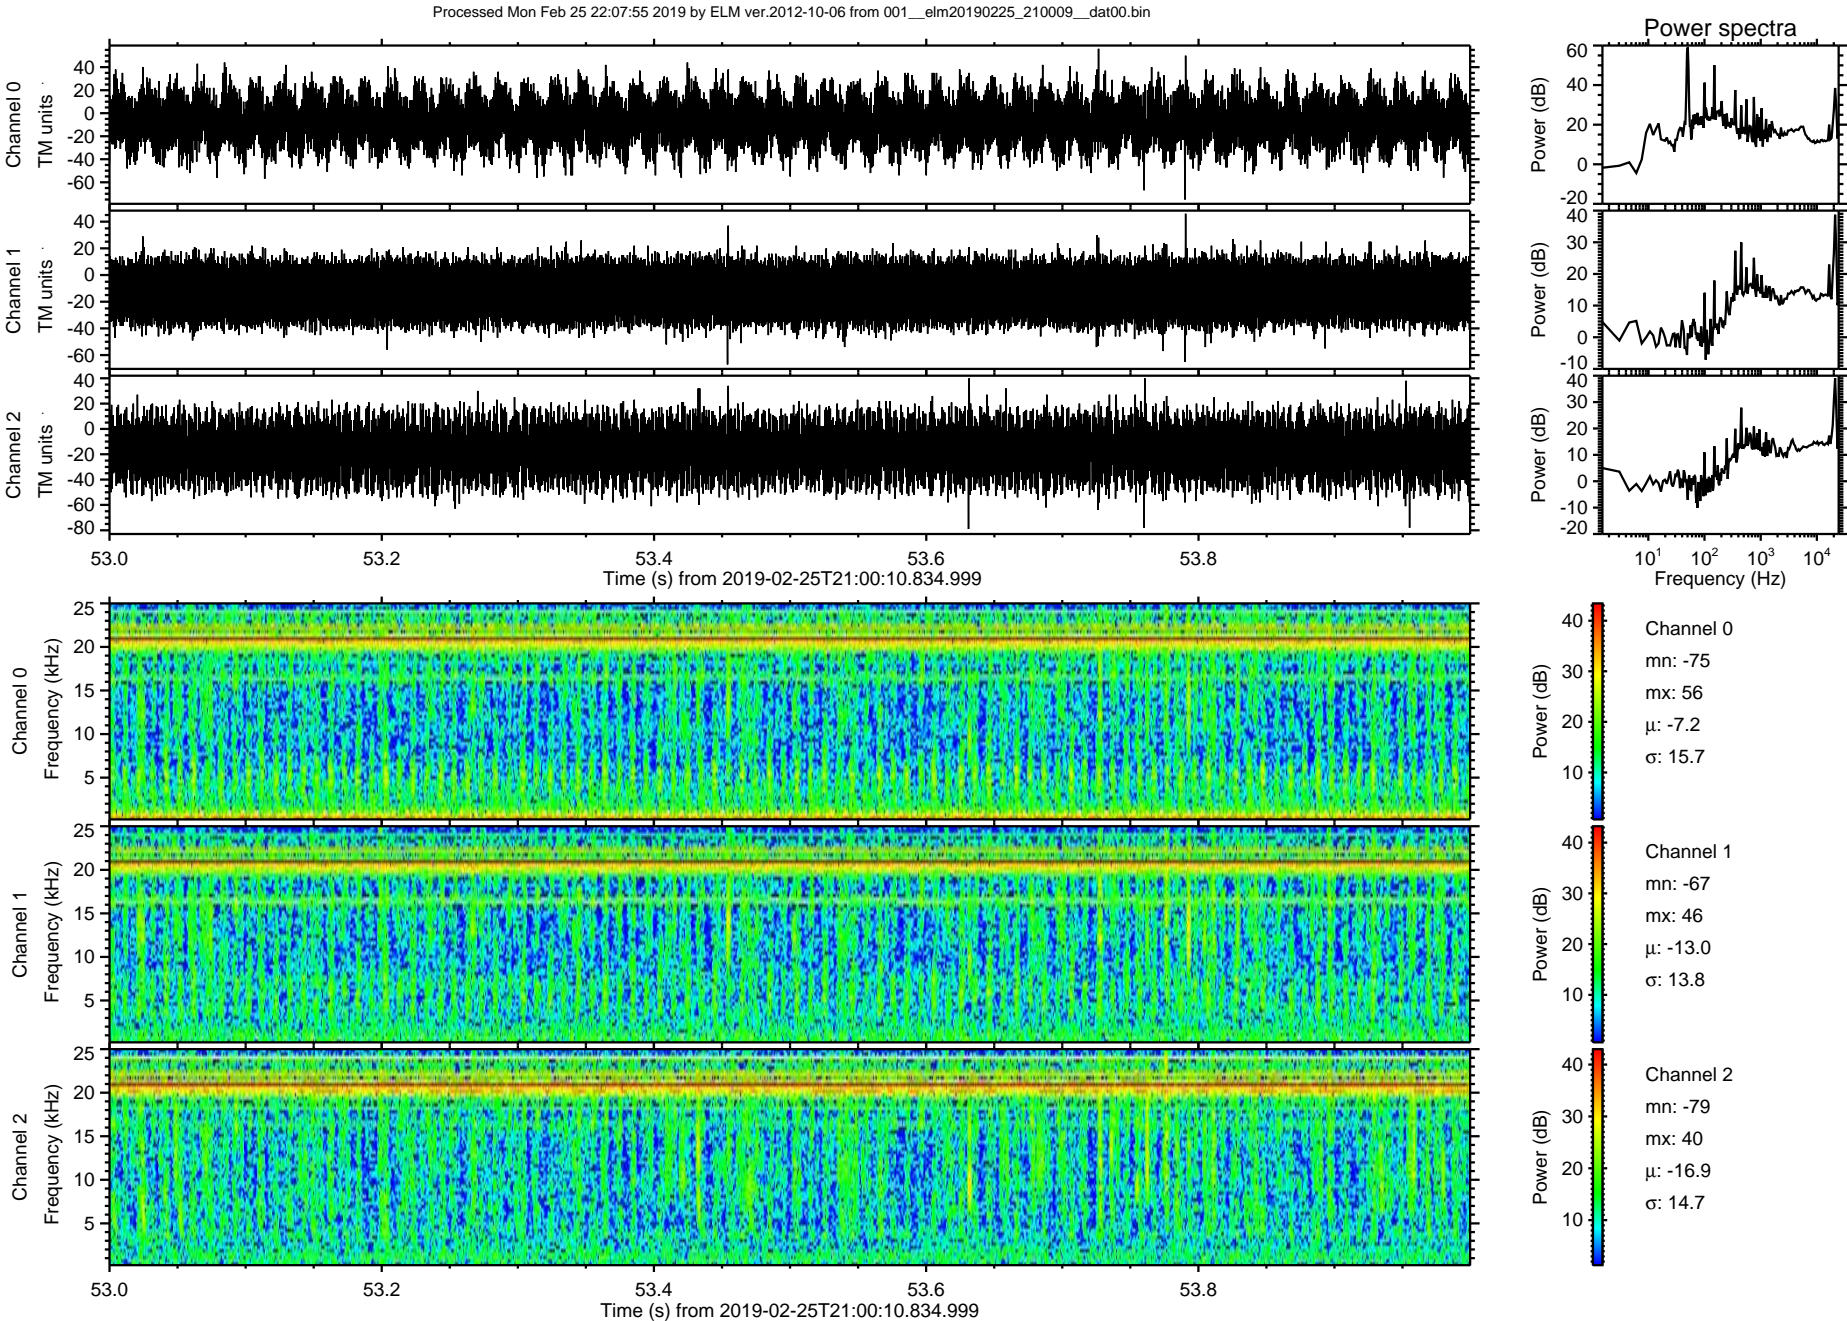 Processed Mon Feb 25 22:07:55 2019 by ELM ver.2012-10-06 from 001__elm20190225_210009__dat00.bin
Power spectra
Channel 0
TM units
40
20
0
-20
-40
-60
Power (dB)
60
40
20
0
-20
Channel 1
TM units
40
20
0
-20
-40
-60
Power (dB)
40
30
20
10
0
-10
Channel 2
TM units
40
20
0
-20
-40
-60
-80
Power (dB)
40
30
20
10
0
-10
-20
53.0 53.2 53.4 53.6 53.8
Time (s) from 2019-02-25T21:00:10.834.999
10^1 10^2 10^3 10^4
Frequency (Hz)
Channel 0
Frequency (kHz)
25
20
15
10
5
Power (dB)
40
30
20
10
Channel 0
mn: -75
mx: 56
μ: -7.2
σ: 15.7
Channel 1
Frequency (kHz)
25
20
15
10
5
Power (dB)
40
30
20
10
Channel 1
mn: -67
mx: 46
μ: -13.0
σ: 13.8
Channel 2
Frequency (kHz)
25
20
15
10
5
Power (dB)
40
30
20
10
Channel 2
mn: -79
mx: 40
μ: -16.9
σ: 14.7
53.0 53.2 53.4 53.6 53.8
Time (s) from 2019-02-25T21:00:10.834.999